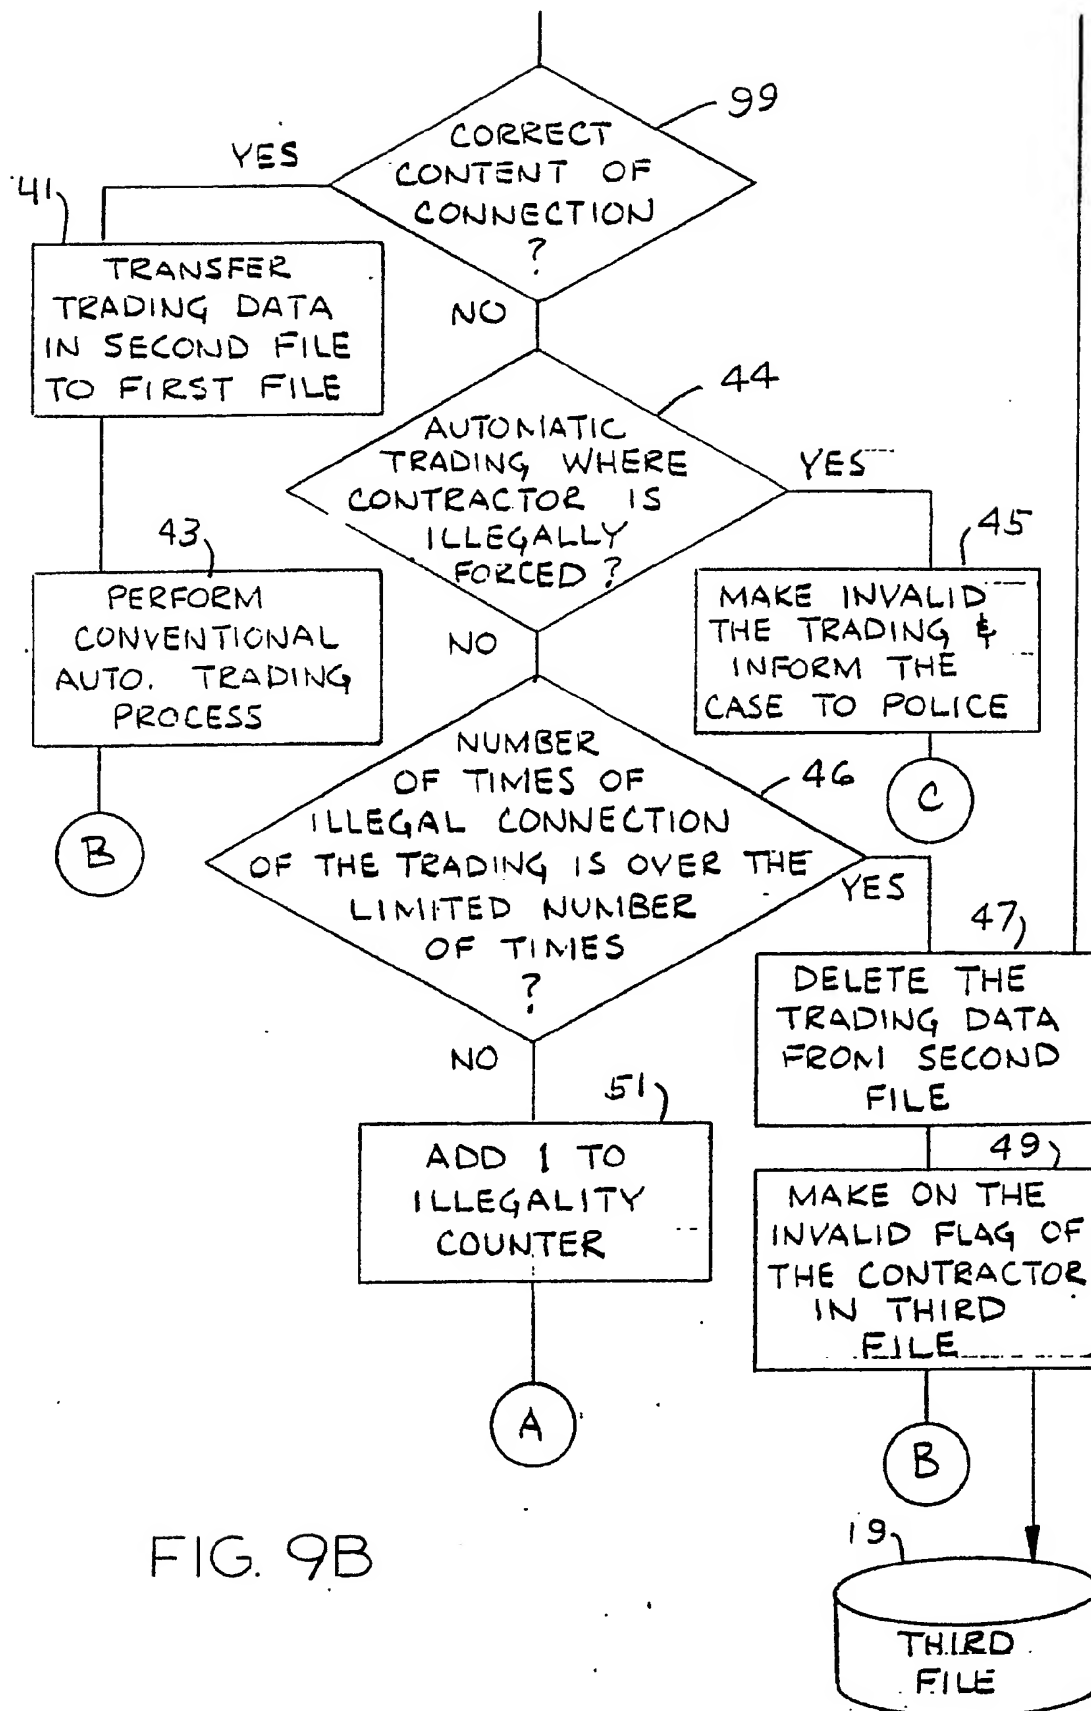 99
CORRECT
CONTENT OF
CONNECTION
?
YES
41
TRANSFER
TRADING DATA
IN SECOND FILE
TO FIRST FILE
NO
44
AUTOMATIC
TRADING WHERE
CONTRACTOR IS
ILLEGALLY
FORCED?
YES
43
PERFORM
CONVENTIONAL
AUTO. TRADING
PROCESS
45
MAKE INVALID
THE TRADING &
INFORM THE
CASE TO POLICE
NO
B
C
46
NUMBER
OF TIMES OF
ILLEGAL CONNECTION
OF THE TRADING IS OVER THE
LIMITED NUMBER
OF TIMES
?
YES
47
DELETE THE
TRADING DATA
FROM SECOND
FILE
NO
51
ADD 1 TO
ILLEGALITY
COUNTER
49
MAKE ON THE
INVALID FLAG OF
THE CONTRACTOR
IN THIRD
FILE
A
B
19
THIRD
FILE
FIG. 9B